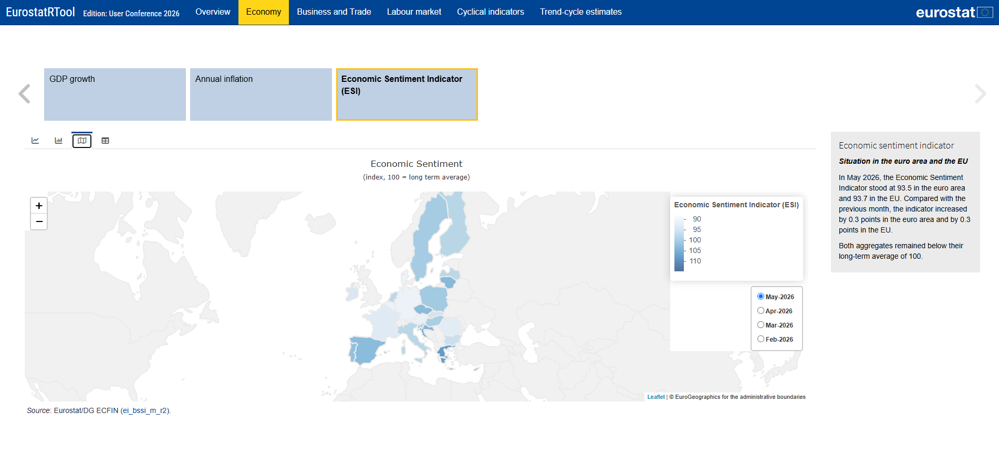 EurostatRTool Edition: User Conference 2026 Overview Economy Business and Trade Labour market Cyclical indicators Trend-cycle estimates eurostat
GDP growth
Annual inflation
Economic Sentiment Indicator
(ESI)
Economic Sentiment
(index, 100 = long term average)
+
−
Economic Sentiment Indicator (ESI)
90
95
100
105
110
May-2026
Apr-2026
Mar-2026
Feb-2026
Leaflet | © EuroGeographics for the administrative boundaries
Source: Eurostat/DG ECFIN (ei_bssi_m_r2).
Economic sentiment indicator
Situation in the euro area and the EU
In May 2026, the Economic Sentiment
Indicator stood at 93.5 in the euro area
and 93.7 in the EU. Compared with the
previous month, the indicator increased
by 0.3 points in the euro area and by 0.3
points in the EU.
Both aggregates remained below their
long-term average of 100.